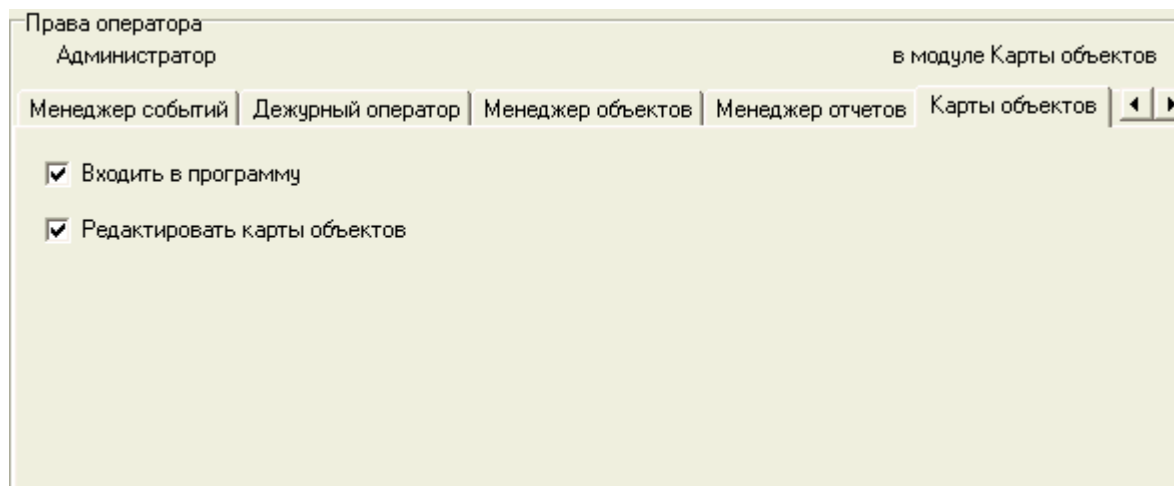 Права оператора
Администратор в модуле Карты объектов
Менеджер событий Дежурный оператор Менеджер объектов Менеджер отчетов Карты объектов
Входить в программу
Редактировать карты объектов